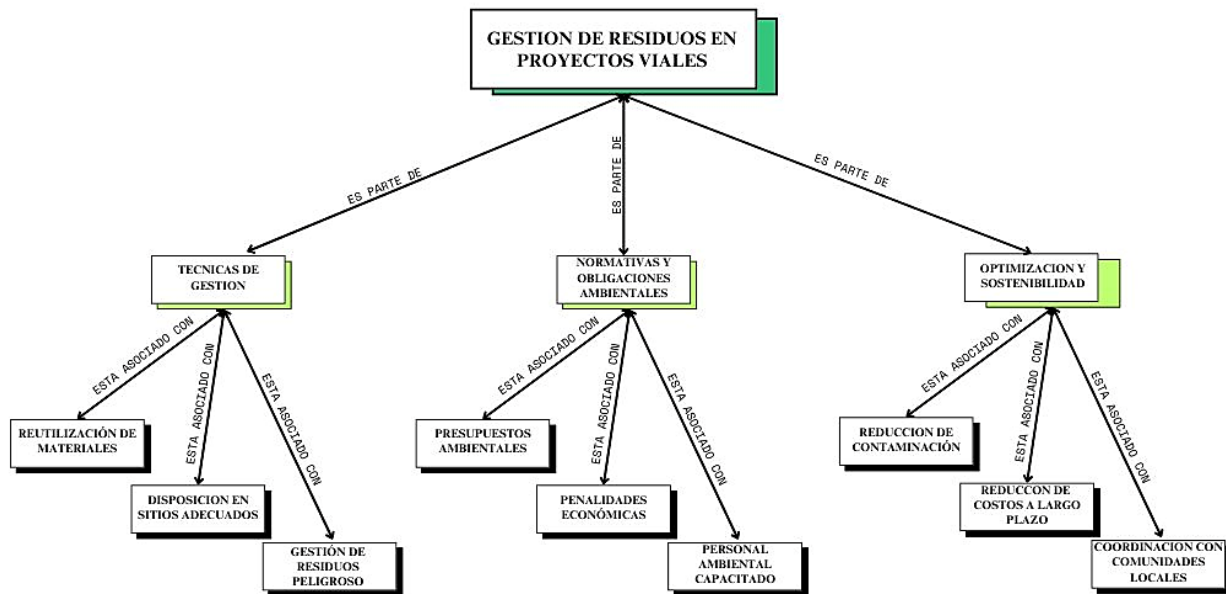 GESTION DE RESIDUOS EN
PROYECTOS VIALES
ES PARTE DE
ES PARTE DE
ES PARTE DE
TECNICAS DE
GESTION
NORMATIVAS Y
OBLIGACIONES
AMBIENTALES
OPTIMIZACION Y
SOSTENIBILIDAD
ESTA ASOCIADO CON
ESTA ASOCIADO CON
ESTA ASOCIADO CON
ESTA ASOCIADO CON
ESTA ASOCIADO CON
ESTA ASOCIADO CON
ESTA ASOCIADO CON
ESTA ASOCIADO CON
ESTA ASOCIADO CON
REUTILIZACIÓN DE
MATERIALES
DISPOSICION EN
SITIOS ADECUADOS
GESTIÓN DE
RESIDUOS
PELIGROSO
PRESUPUESTOS
AMBIENTALES
PENALIDADES
ECONÓMICAS
PERSONAL
AMBIENTAL
CAPACITADO
REDUCCION DE
CONTAMINACIÓN
REDUCCON DE
COSTOS A LARGO
PLAZO
COORDINACION CON
COMUNIDADES
LOCALES